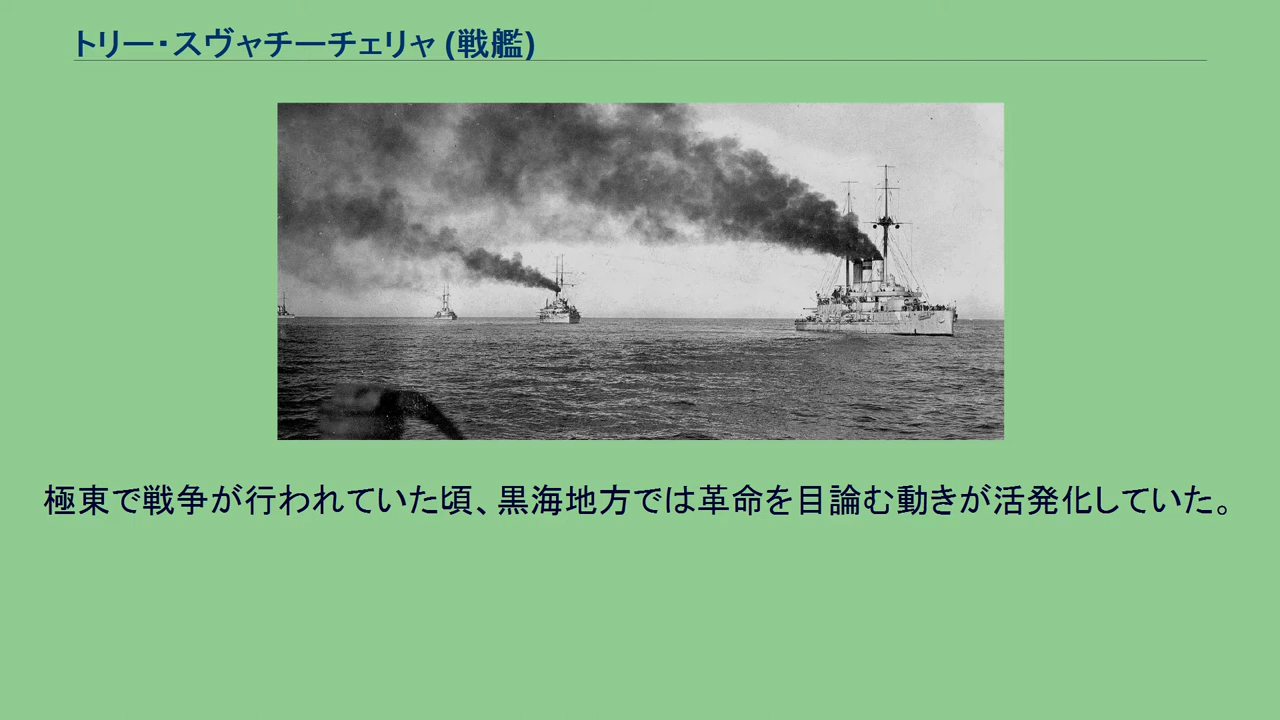 トリー・スヴャチーチェリャ (戦艦)
極東で戦争が行われていた頃、黒海地方では革命を目論む動きが活発化していた。